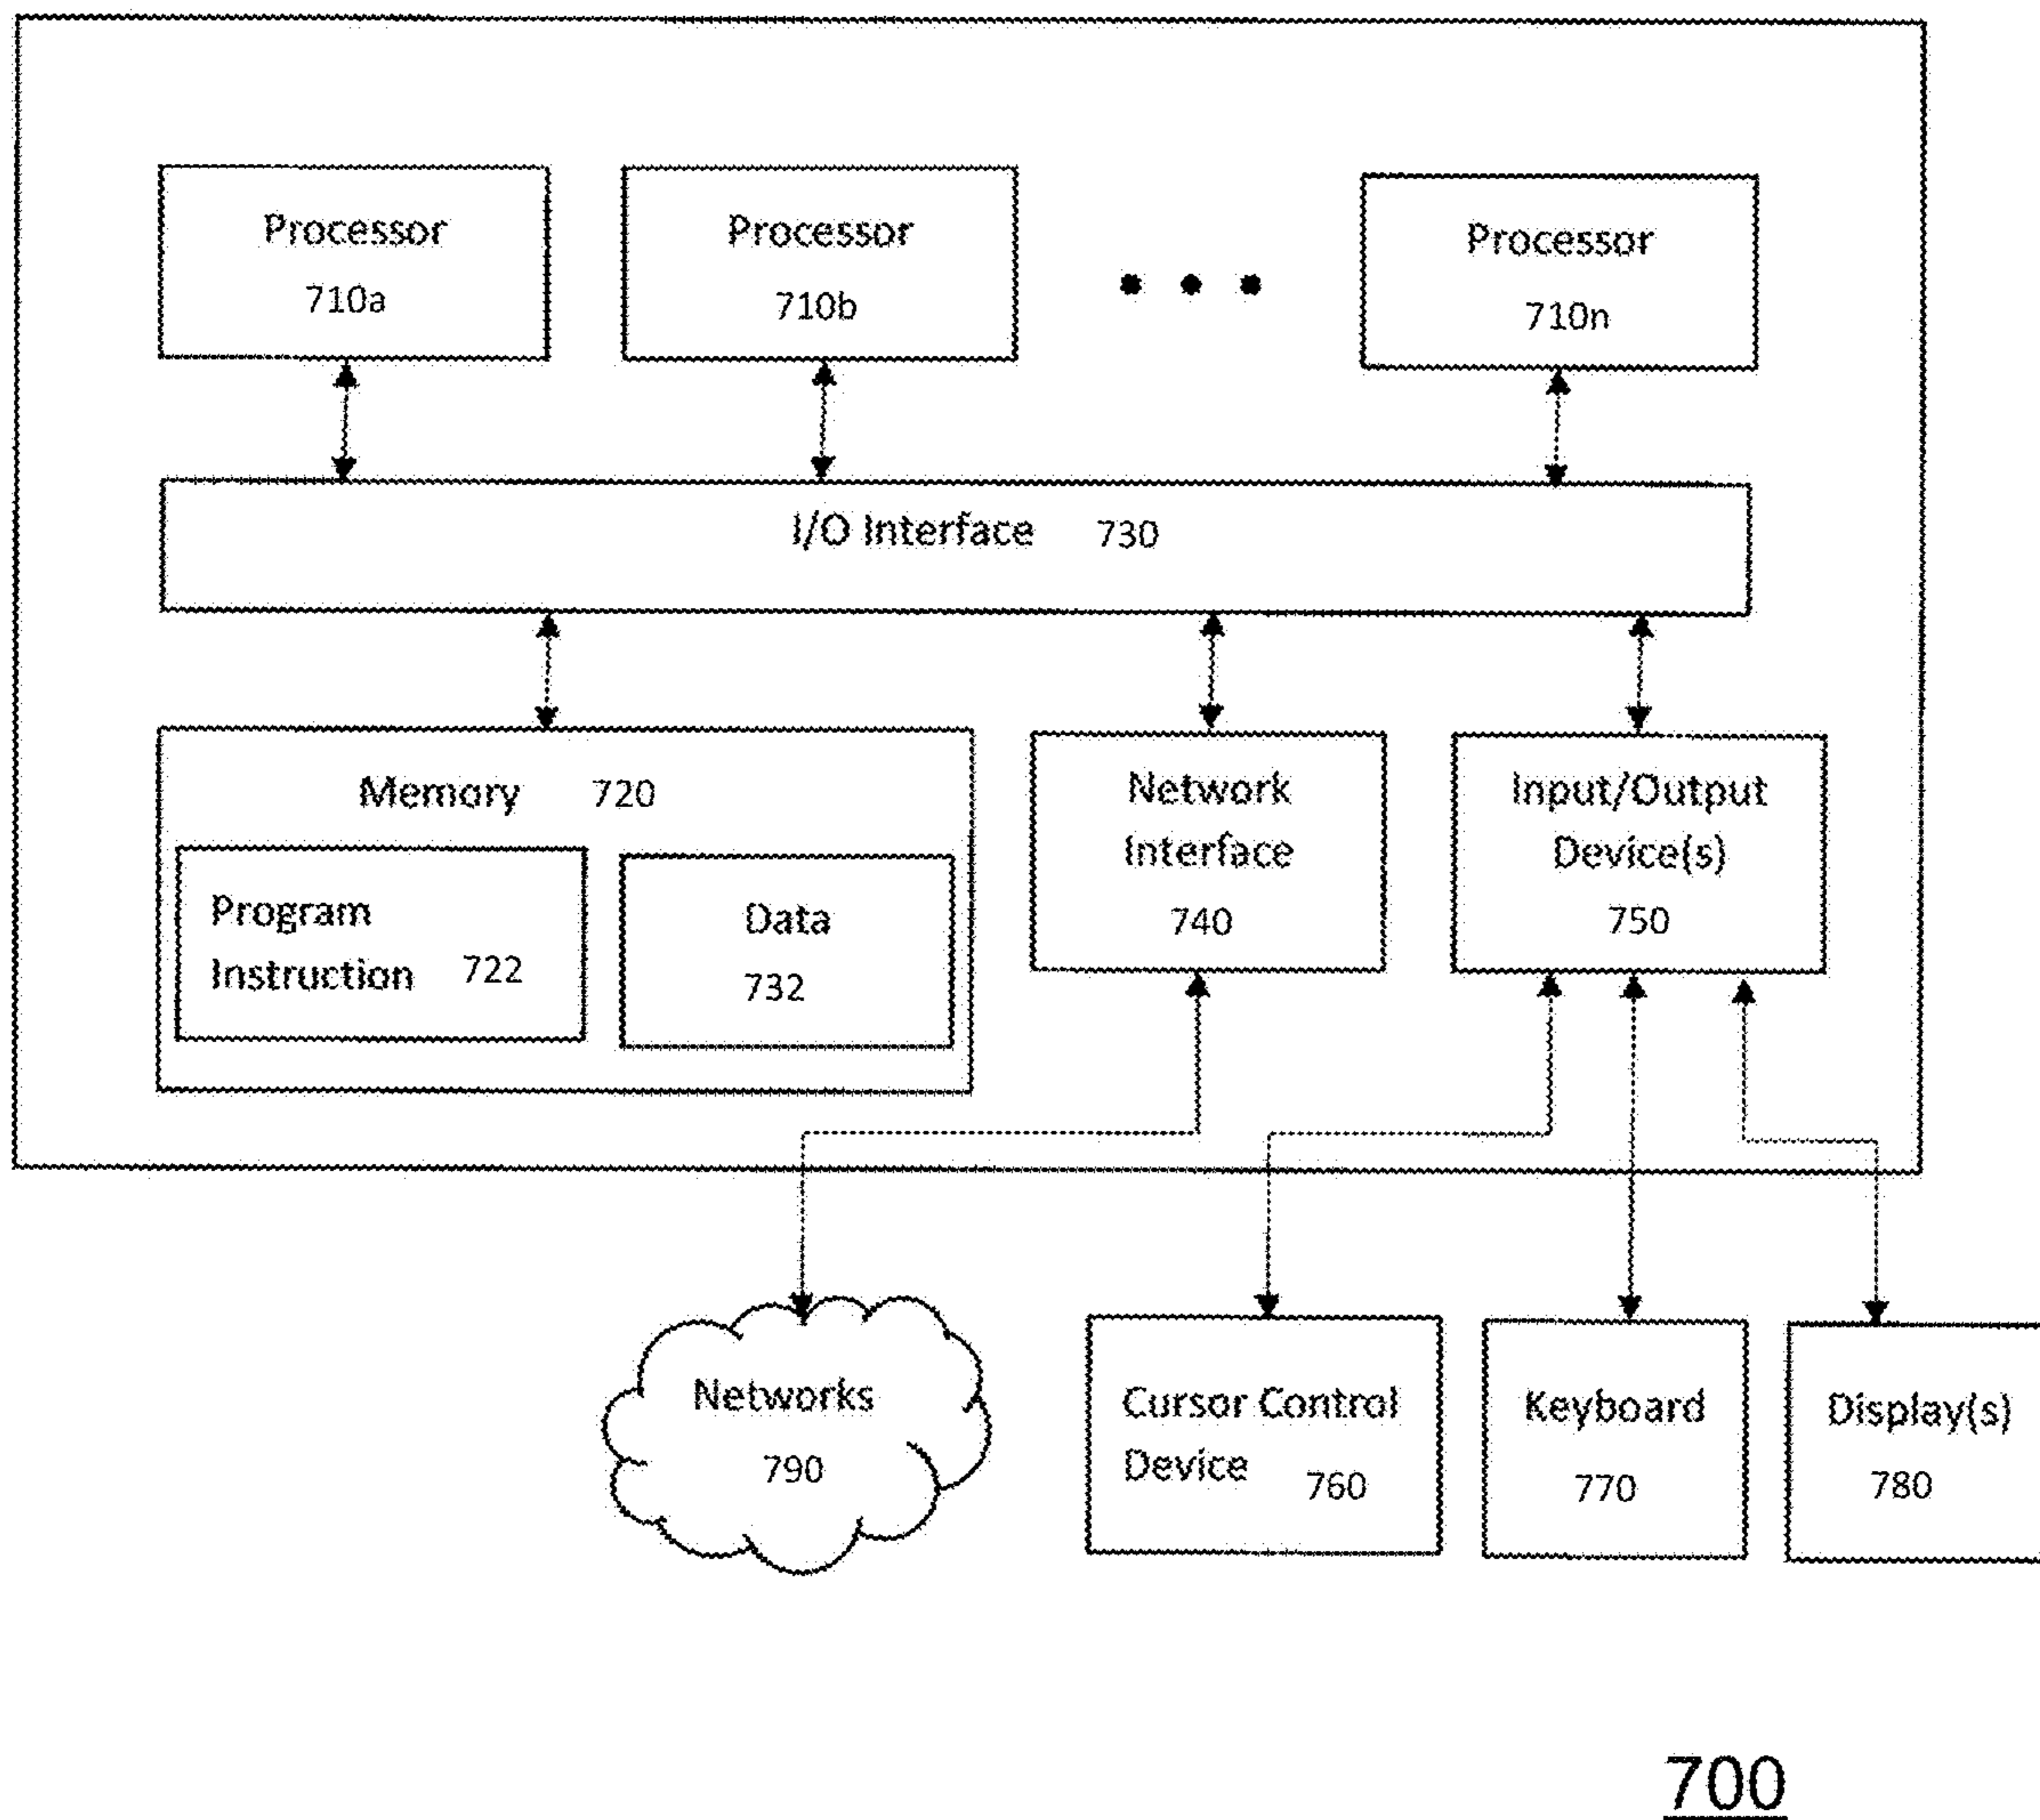 Processor
710a
Processor
710b
Processor
710n
I/O Interface 730
Memory 720
Program
Instruction 722
Data
732
Network
Interface
740
Input/Output
Device(s)
750
Networks
790
Cursor Control
Device 760
Keyboard
770
Display(s)
780
700